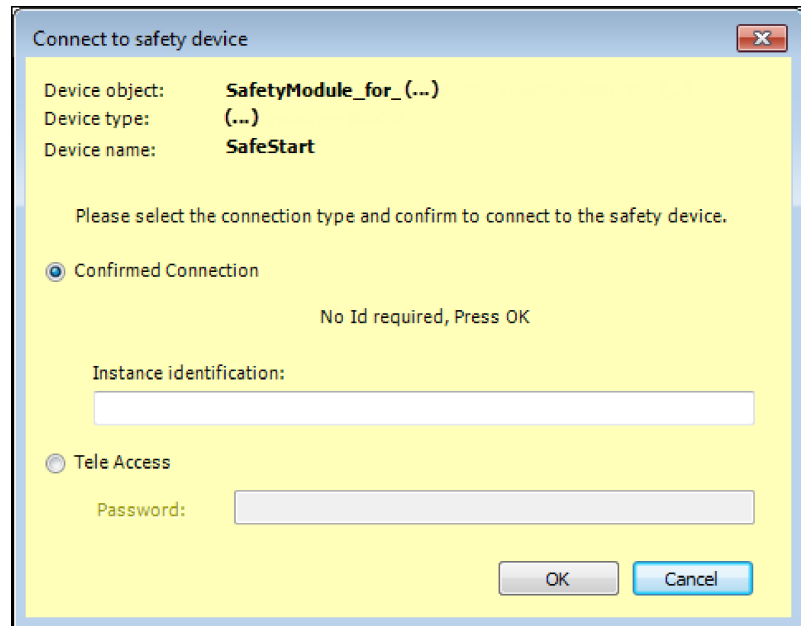 Connect to safety device
Device object: SafetyModule_for_(...)
Device type: (...)
Device name: SafeStart
Please select the connection type and confirm to connect to the safety device.
Confirmed Connection
No Id required, Press OK
Instance identification:
Tele Access
Password:
OK Cancel